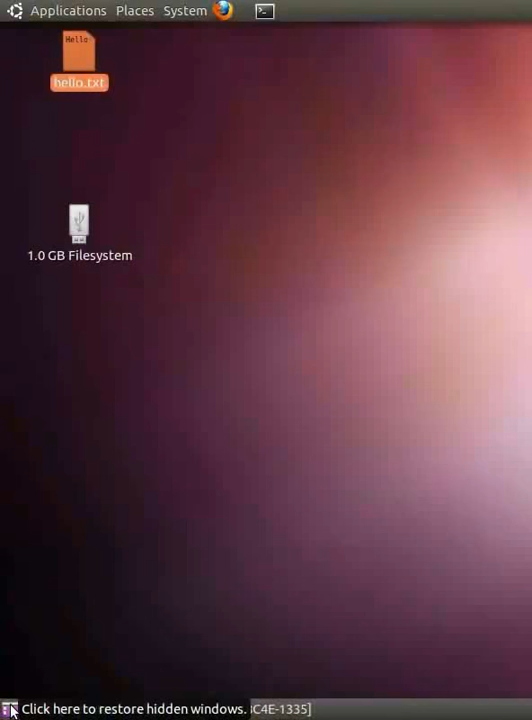 Applications Places System
Hello
hello.txt
1.0 GB Filesystem
Click here to restore hidden windows. C4E-1335]